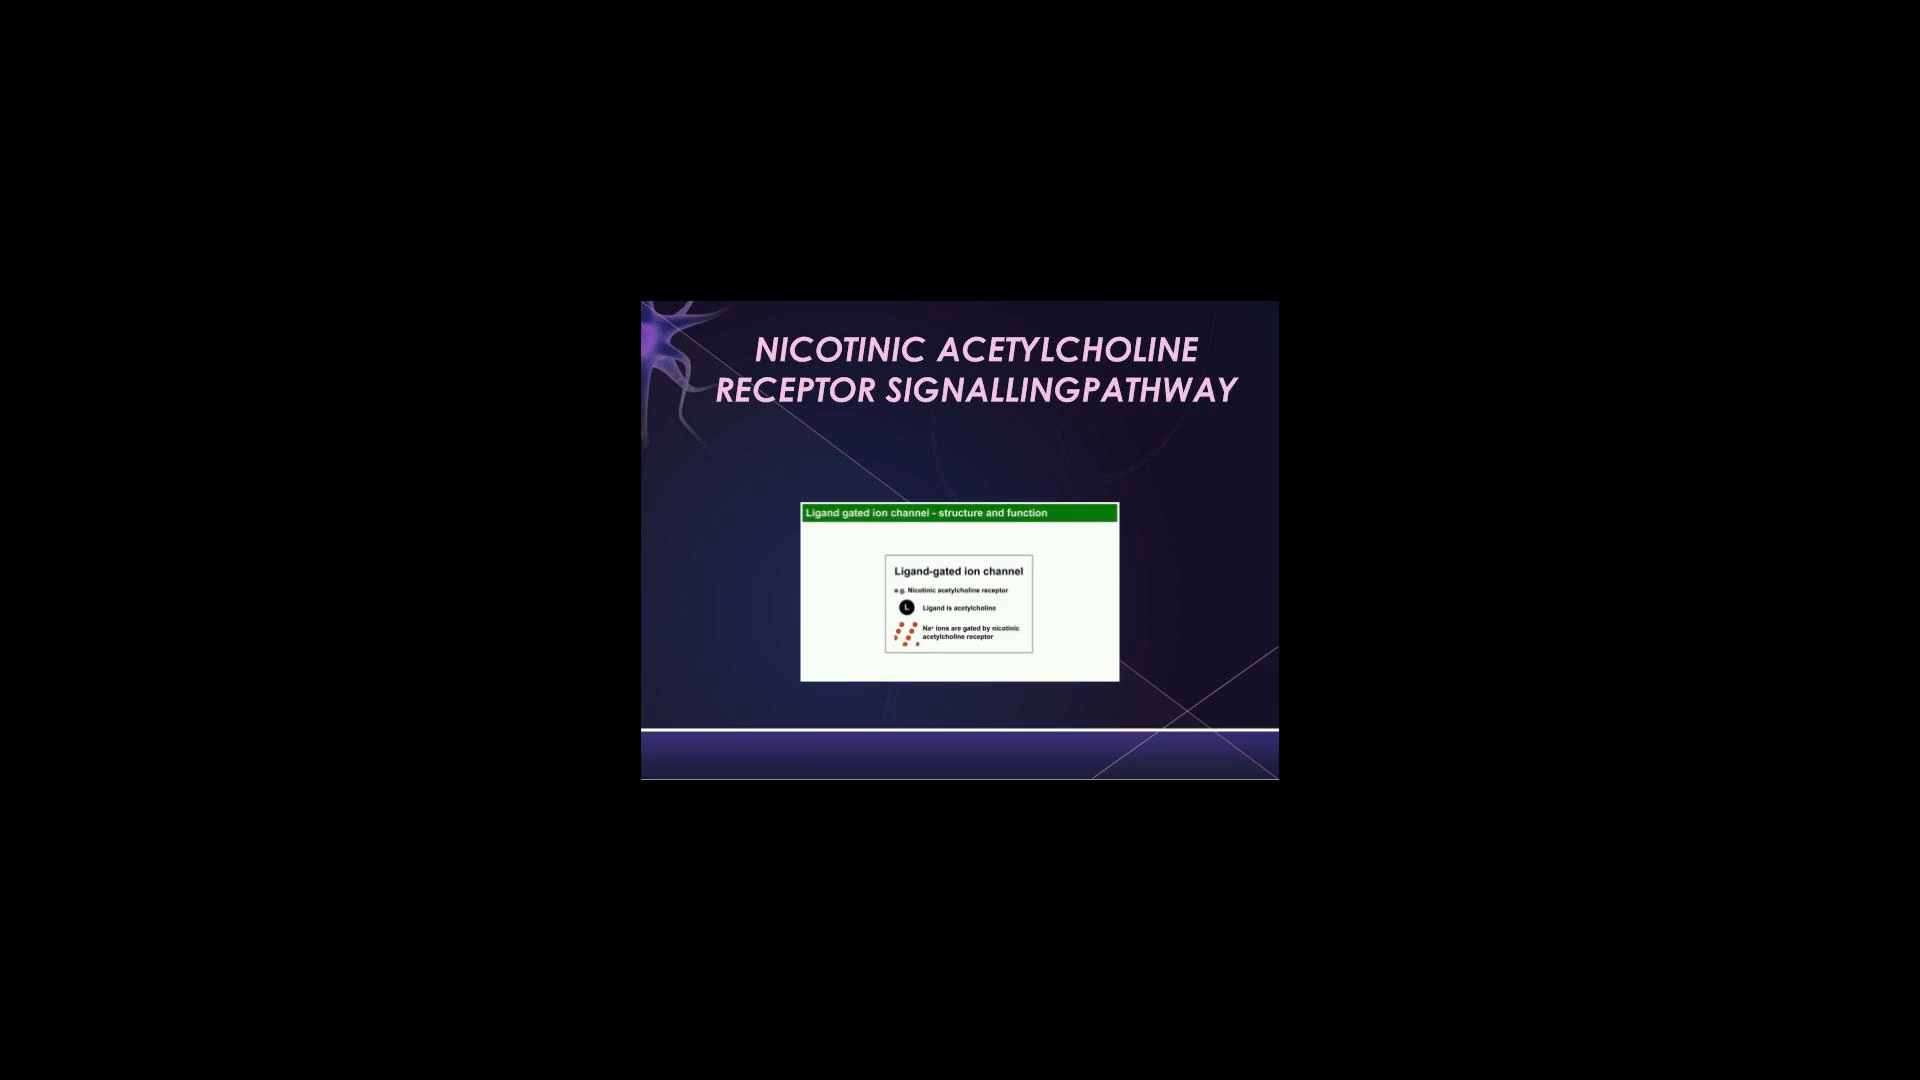 NICOTINIC ACETYLCHOLINE
RECEPTOR SIGNALLINGPATHWAY
Ligand gated ion channel - structure and function
Ligand-gated ion channel
e.g. Nicotinic acetylcholine receptor
L
Ligand is acetylcholine
Na⁺ ions are gated by nicotinic
acetylcholine receptor